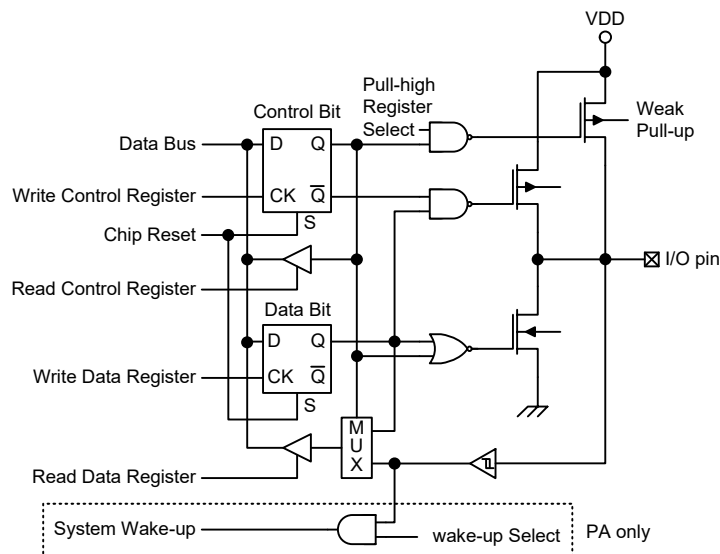 VDD
Pull-high
Register
Select
Weak
Pull-up
Control Bit
Data Bus
D Q
Write Control Register
CK Q
S
Chip Reset
I/O pin
Read Control Register
Data Bit
D Q
Write Data Register
CK Q
S
M
U
X
Read Data Register
System Wake-up
wake-up Select
PA only